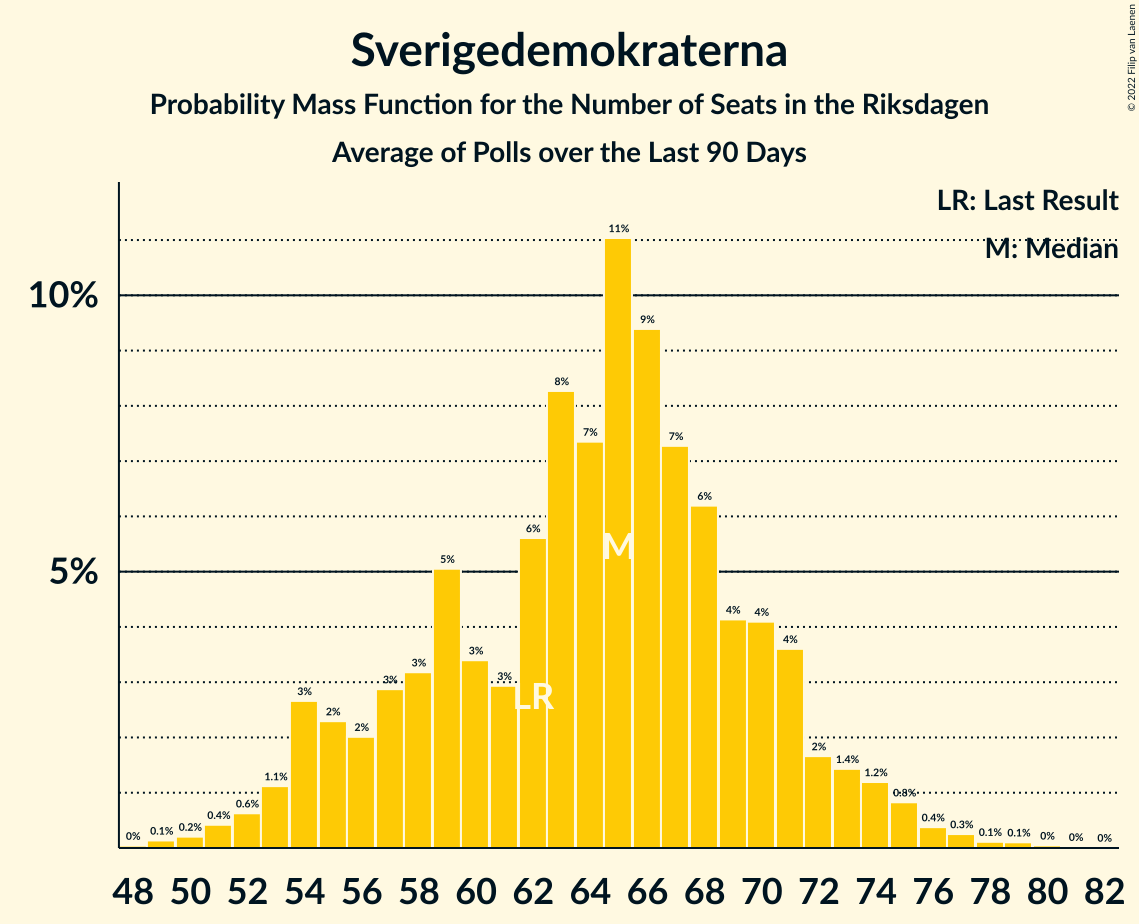 Sverigedemokraterna
Probability Mass Function for the Number of Seats in the Riksdagen
Average of Polls over the Last 90 Days
© 2022 Filip van Laenen
LR: Last Result
M: Median
10%
5%
0% 0.1% 0.2% 0.4% 0.6% 1.1% 3% 2% 2% 3% 3% 5% 3% 3% 6% 8% 7% 11% 9% 7% 6% 4% 4% 4% 2% 1.4% 1.2% 0.8% 0.4% 0.3% 0.1% 0.1% 0% 0% 0%
M
LR
48 50 52 54 56 58 60 62 64 66 68 70 72 74 76 78 80 82